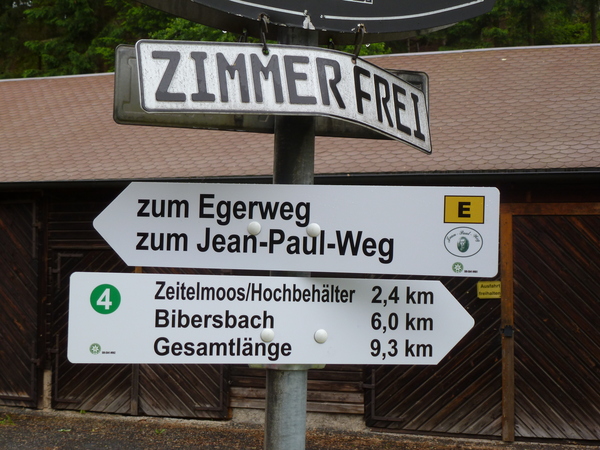 ZIMMER FREI
zum Egerweg
E
zum Jean-Paul-Weg
4
Zeitelmoos/Hochbehälter 2,4 km
Bibersbach 6,0 km
Gesamtlänge 9,3 km